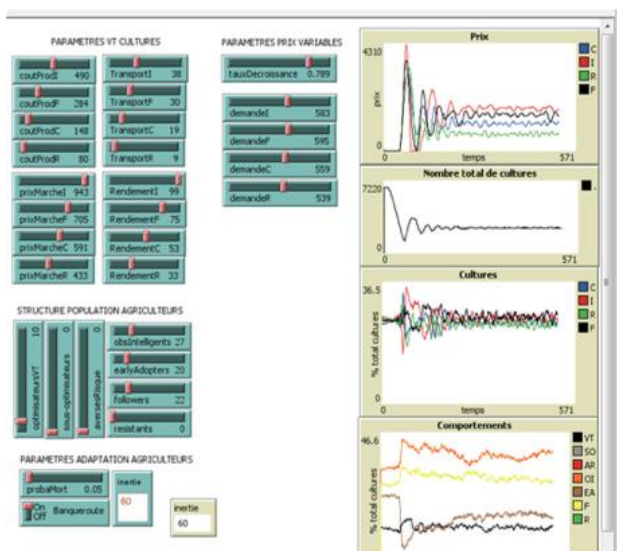 PARAMETRES VT CULTURES
coutProdI 490
TransportI 38
coutProdF 284
TransportF 30
coutProdC 148
TransportC 19
coutProdR 80
TransportR 9
prixMarcheI 943
RendementI 99
prixMarcheF 705
RendementF 75
prixMarcheC 591
RendementC 53
prixMarcheR 433
RendementR 33
PARAMETRES PRIX VARIABLES
tauxDecroissance 0.789
demandeI 583
demandeF 595
demandeC 559
demandeR 539
STRUCTURE POPULATION AGRICULTEURS
optimisateursVT 10
sous-optimisateurs 0
averseoRisque 0
obsIntelligents 27
earlyAdopters 20
followers 22
resistants 0
PARAMETRES ADAPTATION AGRICULTEURS
probaMort 0.05
On
Off
Banqueroute
inertie
60
inertie
60
Prix
4310
prix
0
0
temps
571
C
I
R
F
Nombre total de cultures
7220
0
0
571
Cultures
36.5
% total cultures
0
0
temps
571
C
I
R
F
Comportements
46.6
% total cultures
VT
SO
AR
OI
EA
F
R